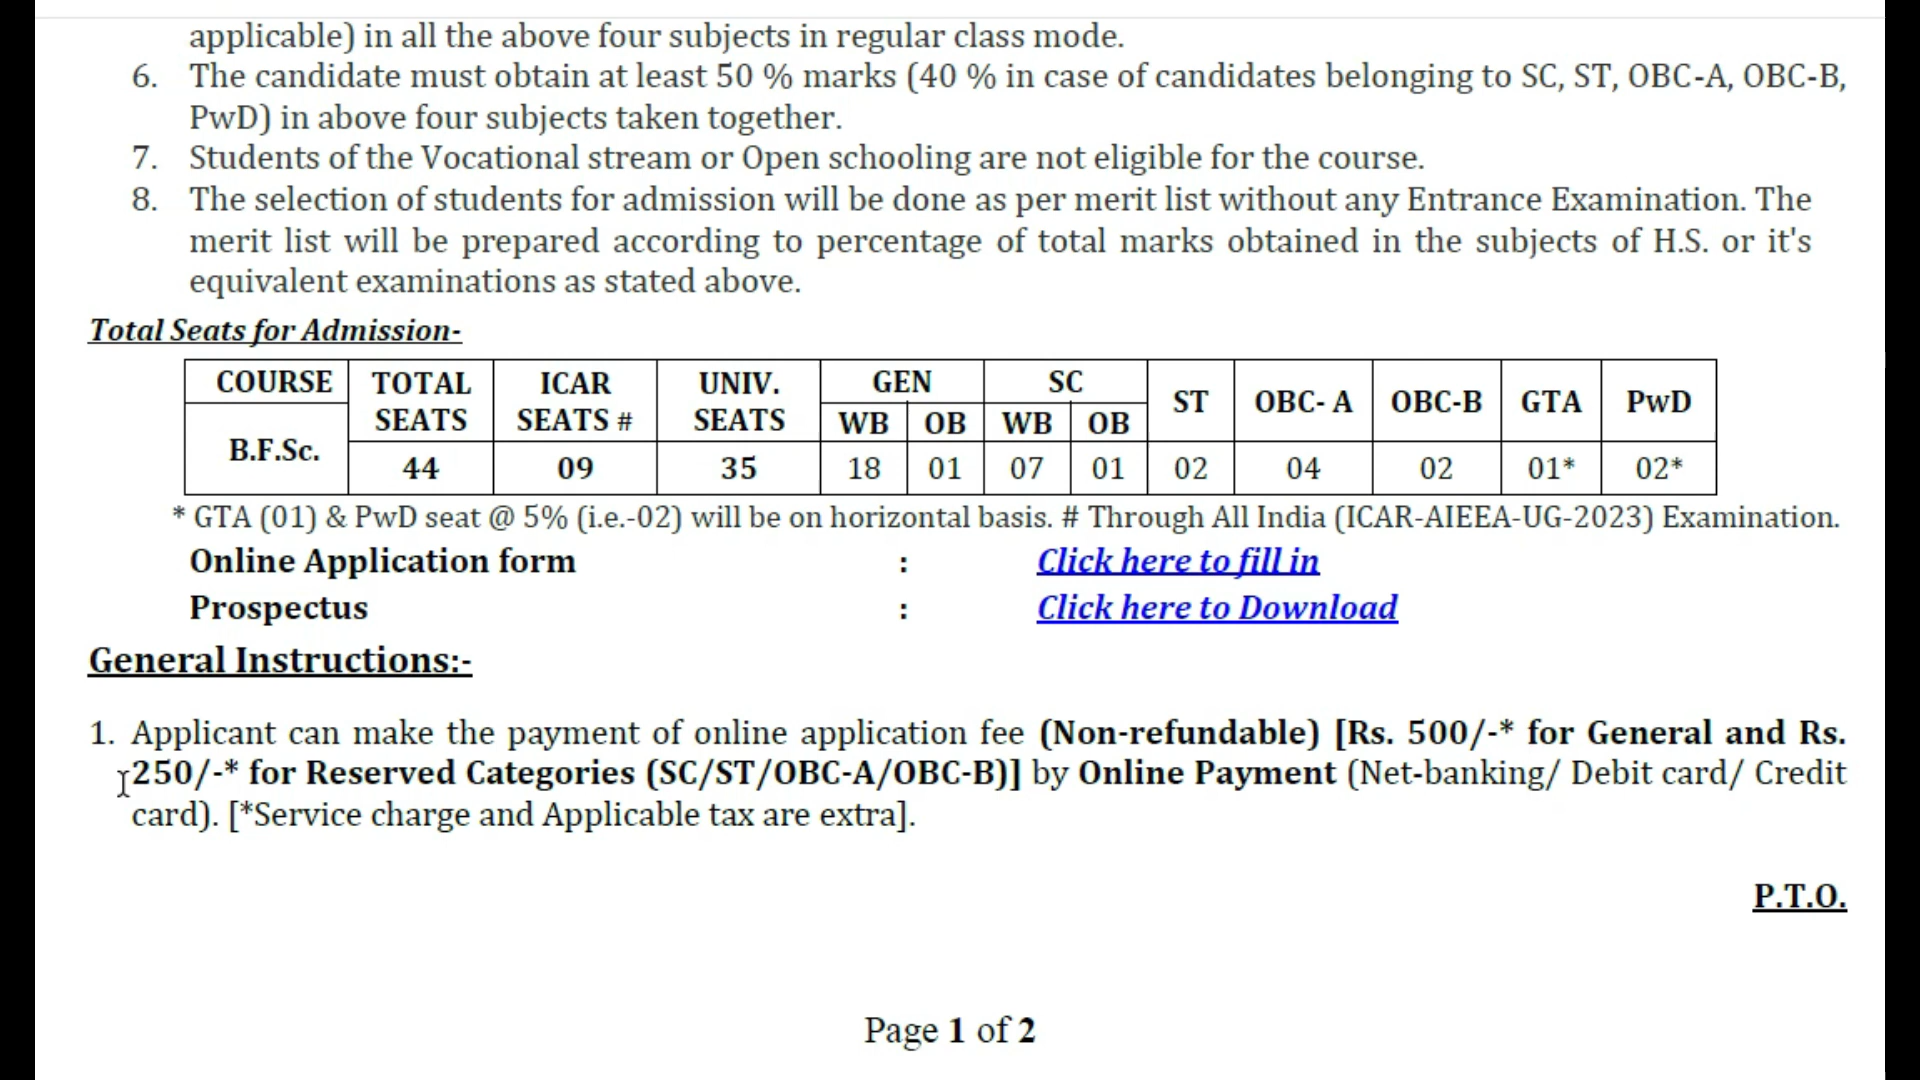 applicable) in all the above four subjects in regular class mode.
6. The candidate must obtain at least 50 % marks (40 % in case of candidates belonging to SC, ST, OBC-A, OBC-B,
PwD) in above four subjects taken together.
7. Students of the Vocational stream or Open schooling are not eligible for the course.
8. The selection of students for admission will be done as per merit list without any Entrance Examination. The
merit list will be prepared according to percentage of total marks obtained in the subjects of H.S. or it's
equivalent examinations as stated above.
Total Seats for Admission-
COURSE TOTAL SEATS ICAR SEATS # UNIV. SEATS GEN SC ST OBC- A OBC-B GTA PwD
WB OB WB OB
B.F.Sc. 44 09 35 18 01 07 01 02 04 02 01* 02*
* GTA (01) & PwD seat @ 5% (i.e.-02) will be on horizontal basis. # Through All India (ICAR-AIEEA-UG-2023) Examination.
Online Application form : Click here to fill in
Prospectus : Click here to Download
General Instructions:-
1. Applicant can make the payment of online application fee (Non-refundable) [Rs. 500/-* for General and Rs.
250/-* for Reserved Categories (SC/ST/OBC-A/OBC-B)] by Online Payment (Net-banking/ Debit card/ Credit
card). [*Service charge and Applicable tax are extra].
P.T.O.
Page 1 of 2